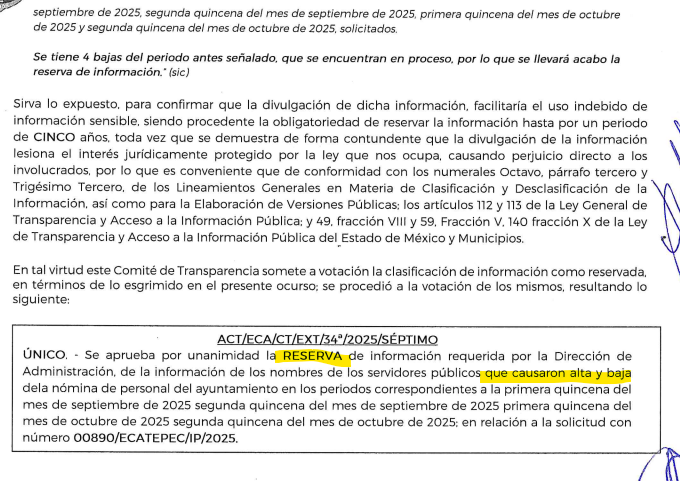 septiembre de 2025, segunda quincena del mes de septiembre de 2025, primera quincena del mes de octubre
de 2025 y segunda quincena del mes de octubre de 2025, solicitados.
Se tiene 4 bajas del periodo antes señalado, que se encuentran en proceso, por lo que se llevará acabo la
reserva de información." (sic)
Sirva lo expuesto, para confirmar que la divulgación de dicha información, facilitaría el uso indebido de
información sensible, siendo procedente la obligatoriedad de reservar la información hasta por un periodo
de CINCO años, toda vez que se demuestra de forma contundente que la divulgación de la información
lesiona el interés jurídicamente protegido por la ley que nos ocupa, causando perjuicio directo a los
involucrados, por lo que es conveniente que de conformidad con los numerales Octavo, párrafo tercero y
Trigésimo Tercero, de los Lineamientos Generales en Materia de Clasificación y Desclasificación de la
Información, así como para la Elaboración de Versiones Públicas; los artículos 112 y 113 de la Ley General de
Transparencia y Acceso a la Información Pública; y 49, fracción VIII y 59, Fracción V, 140 fracción X de la Ley
de Transparencia y Acceso a la Información Pública del Estado de México y Municipios.
En tal virtud este Comité de Transparencia somete a votación la clasificación de información como reservada,
en términos de lo esgrimido en el presente ocurso; se procedió a la votación de los mismos, resultando lo
siguiente:
ACT/ECA/CT/EXT/34ª/2025/SÉPTIMO
ÚNICO. - Se aprueba por unanimidad la RESERVA de información requerida por la Dirección de
Administración, de la información de los nombres de los servidores públicos que causaron alta y baja
dela nómina de personal del ayuntamiento en los periodos correspondientes a la primera quincena del
mes de septiembre de 2025 segunda quincena del mes de septiembre de 2025 primera quincena del
mes de octubre de 2025 segunda quincena del mes de octubre de 2025; en relación a la solicitud con
número 00890/ECATEPEC/IP/2025.